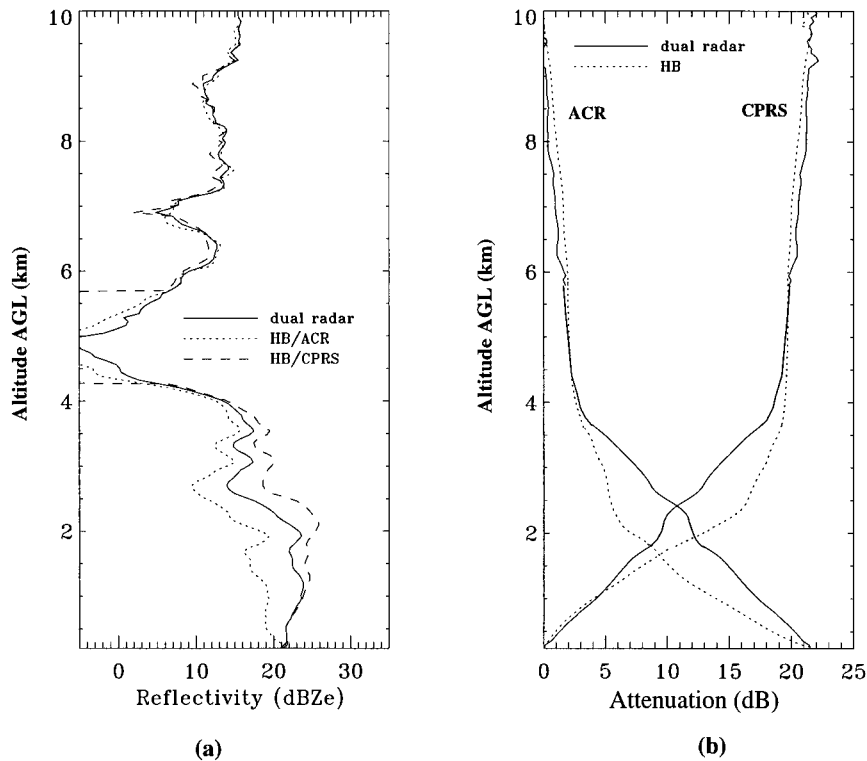 10
8
6
4
2
Altitude AGL (km)
dual radar
HB/ACR
HB/CPRS
0
10
20
30
Reflectivity (dBZe)
(a)
10
8
6
4
2
Altitude AGL (km)
dual radar
HB
ACR
CPRS
0
5
10
15
20
25
Attenuation (dB)
(b)